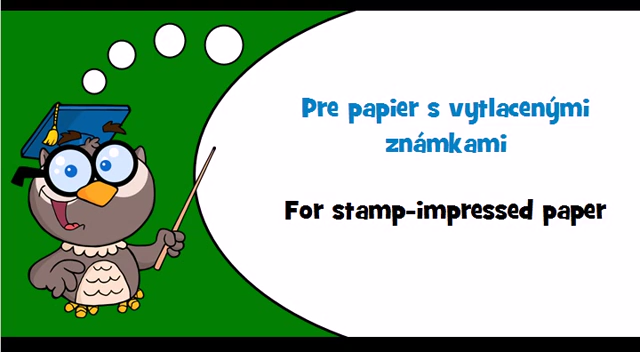 Pre papier s vytlacenými
známkami
For stamp-impressed paper